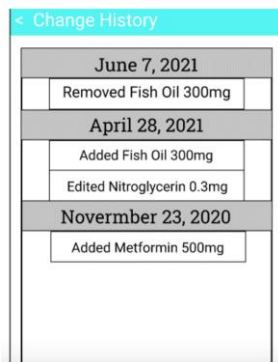 < Change History
June 7, 2021
Removed Fish Oil 300mg
April 28, 2021
Added Fish Oil 300mg
Edited Nitroglycerin 0.3mg
Novermber 23, 2020
Added Metformin 500mg